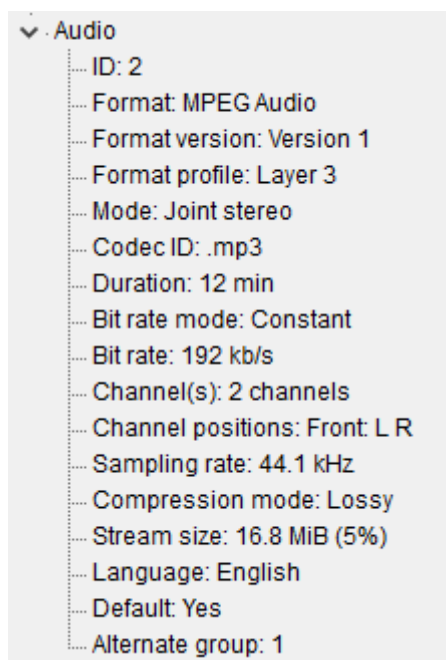 Audio
ID: 2
Format: MPEG Audio
Format version: Version 1
Format profile: Layer 3
Mode: Joint stereo
Codec ID: .mp3
Duration: 12 min
Bit rate mode: Constant
Bit rate: 192 kb/s
Channel(s): 2 channels
Channel positions: Front: L R
Sampling rate: 44.1 kHz
Compression mode: Lossy
Stream size: 16.8 MiB (5%)
Language: English
Default: Yes
Alternate group: 1